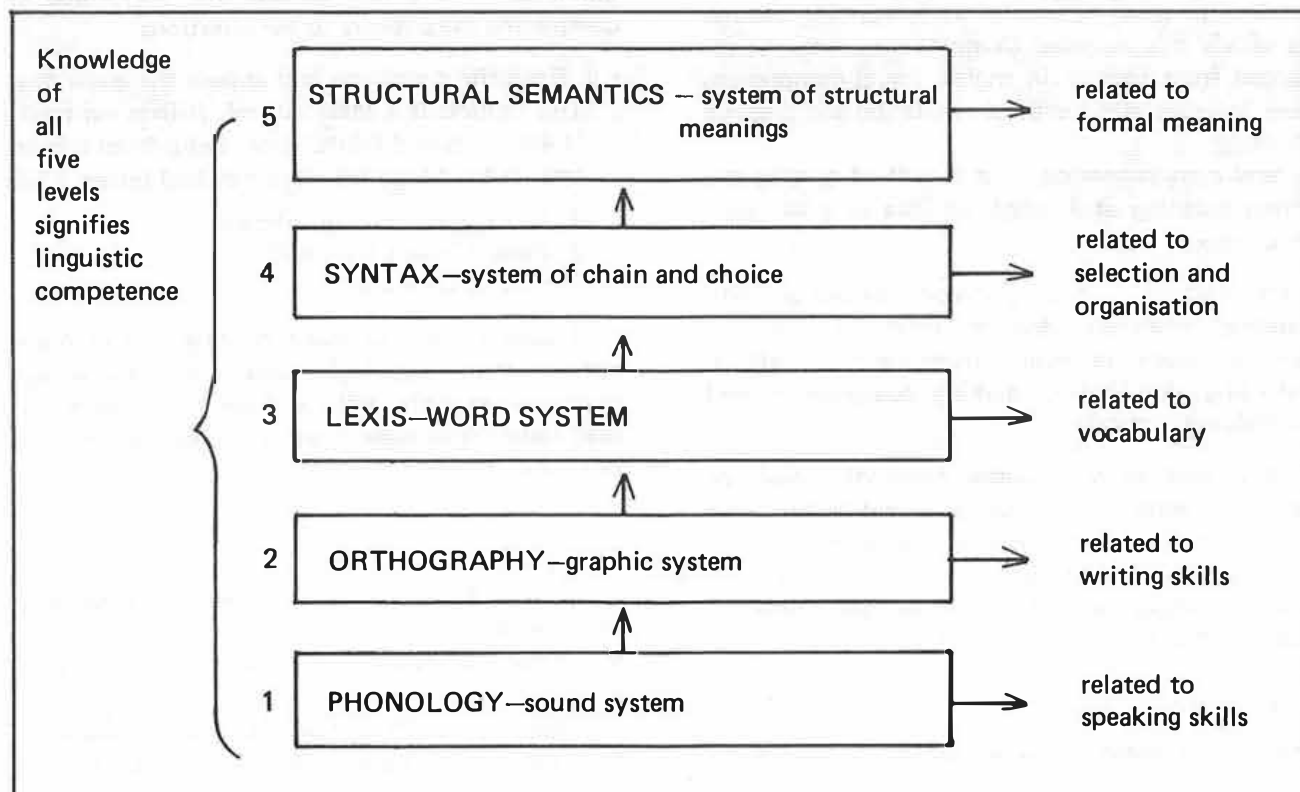 Knowledge
of
all
five
levels
signifies
linguistic
competence
5 STRUCTURAL SEMANTICS – system of structural
meanings
related to
formal meaning
4 SYNTAX–system of chain and choice
related to
selection and
organisation
3 LEXIS–WORD SYSTEM
related to
vocabulary
2 ORTHOGRAPHY–graphic system
related to
writing skills
1 PHONOLOGY–sound system
related to
speaking skills